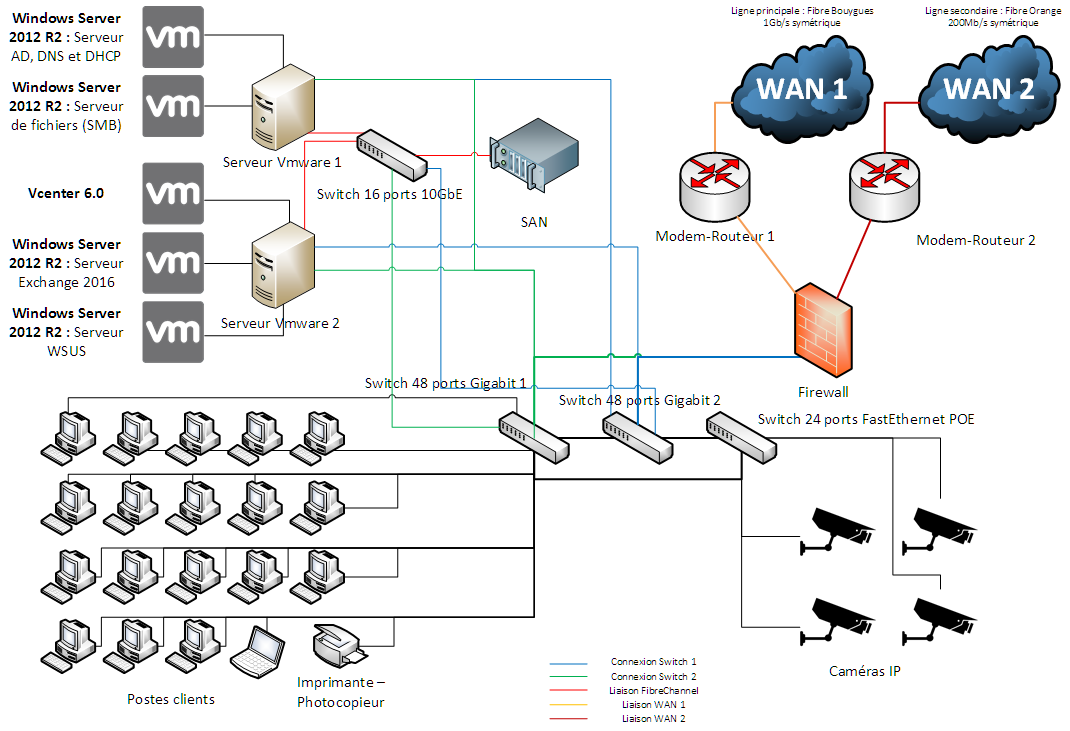 Windows Server
2012 R2 : Serveur
AD, DNS et DHCP
vm
Windows Server
2012 R2 : Serveur
de fichiers (SMB)
vm
Serveur Vmware 1
Vcenter 6.0
vm
Windows Server
2012 R2 : Serveur
Exchange 2016
vm
Windows Server
2012 R2 : Serveur
WSUS
vm
Serveur Vmware 2
Switch 16 ports 10GbE
SAN
Ligne principale : Fibre Bouygues
1Gb/s symétrique
WAN 1
Ligne secondaire : Fibre Orange
200Mb/s symétrique
WAN 2
Modem-Routeur 1
Modem-Routeur 2
Firewall
Switch 48 ports Gigabit 1
Switch 48 ports Gigabit 2
Switch 24 ports FastEthernet POE
Postes clients
Imprimante –
Photocopieur
Caméras IP
Connexion Switch 1
Connexion Switch 2
Liaison FibreChannel
Liaison WAN 1
Liaison WAN 2